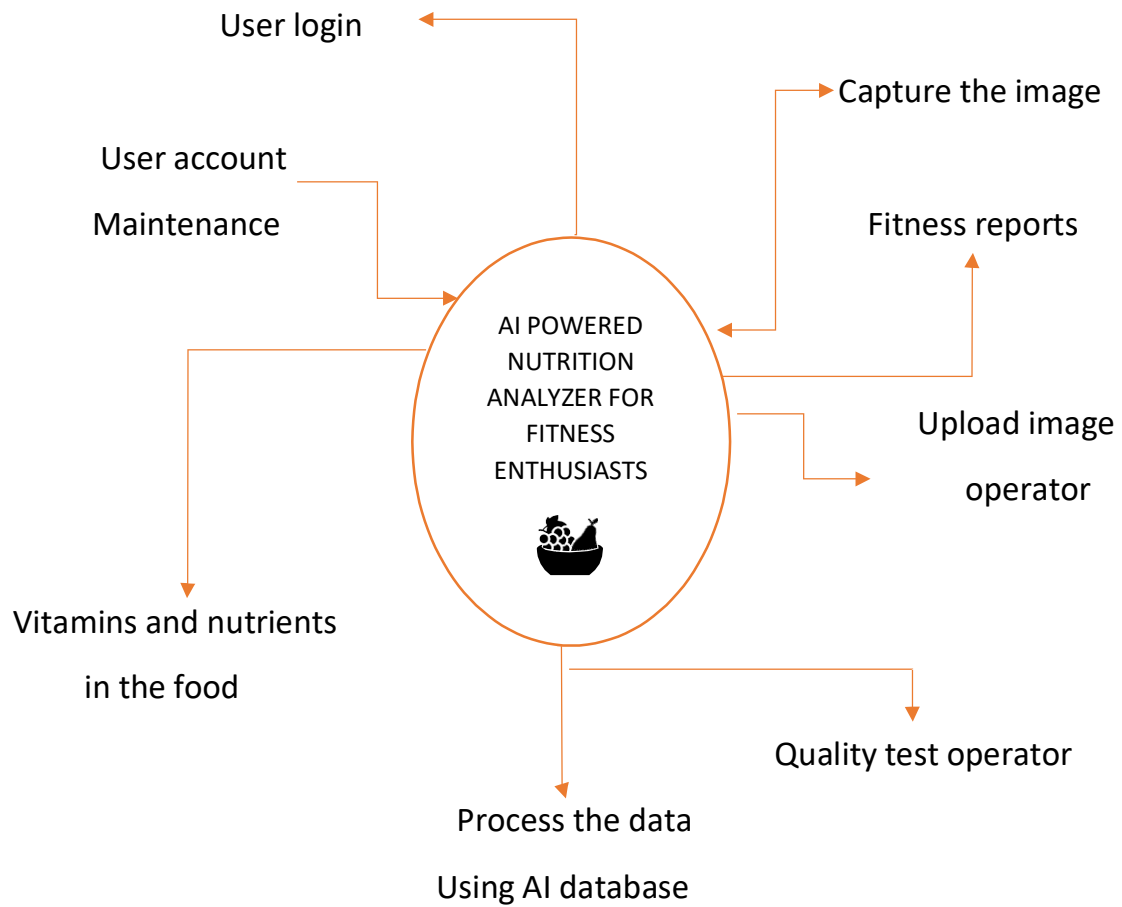 User login
Capture the image
User account
Maintenance
Fitness reports
AI POWERED
NUTRITION
ANALYZER FOR
FITNESS
ENTHUSIASTS
Upload image
operator
Vitamins and nutrients
in the food
Quality test operator
Process the data
Using AI database